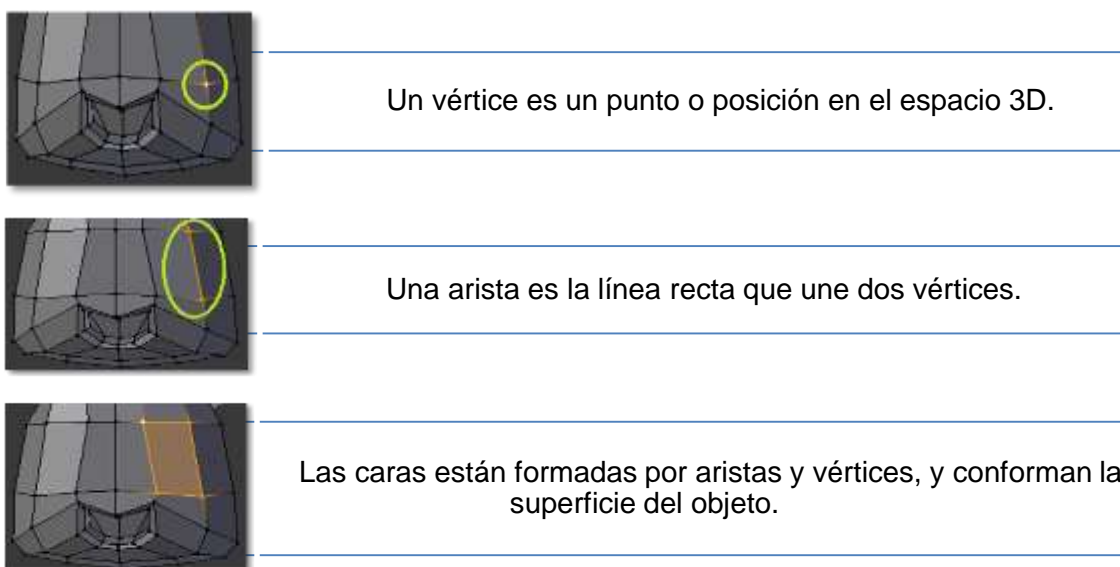 Un vértice es un punto o posición en el espacio 3D.
Una arista es la línea recta que une dos vértices.
Las caras están formadas por aristas y vértices, y conforman la
superficie del objeto.